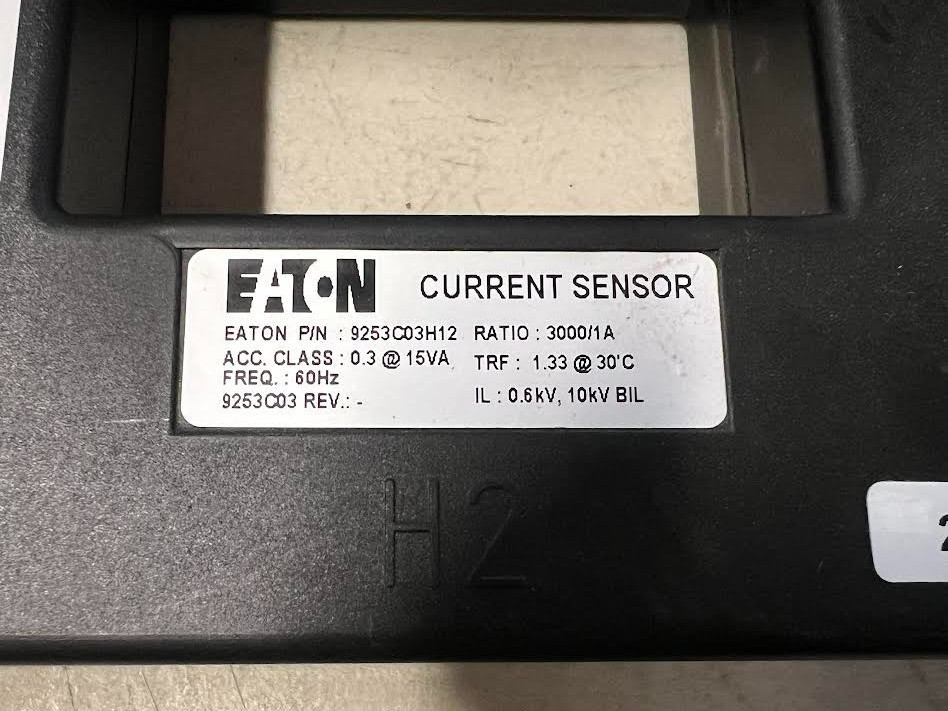 EATON CURRENT SENSOR
EATON P/N : 9253C03H12 RATIO : 3000/1A
ACC. CLASS : 0.3 @ 15VA TRF : 1.33 @ 30'C
FREQ. : 60Hz
9253C03 REV.: - IL : 0.6kV, 10kV BIL
H2